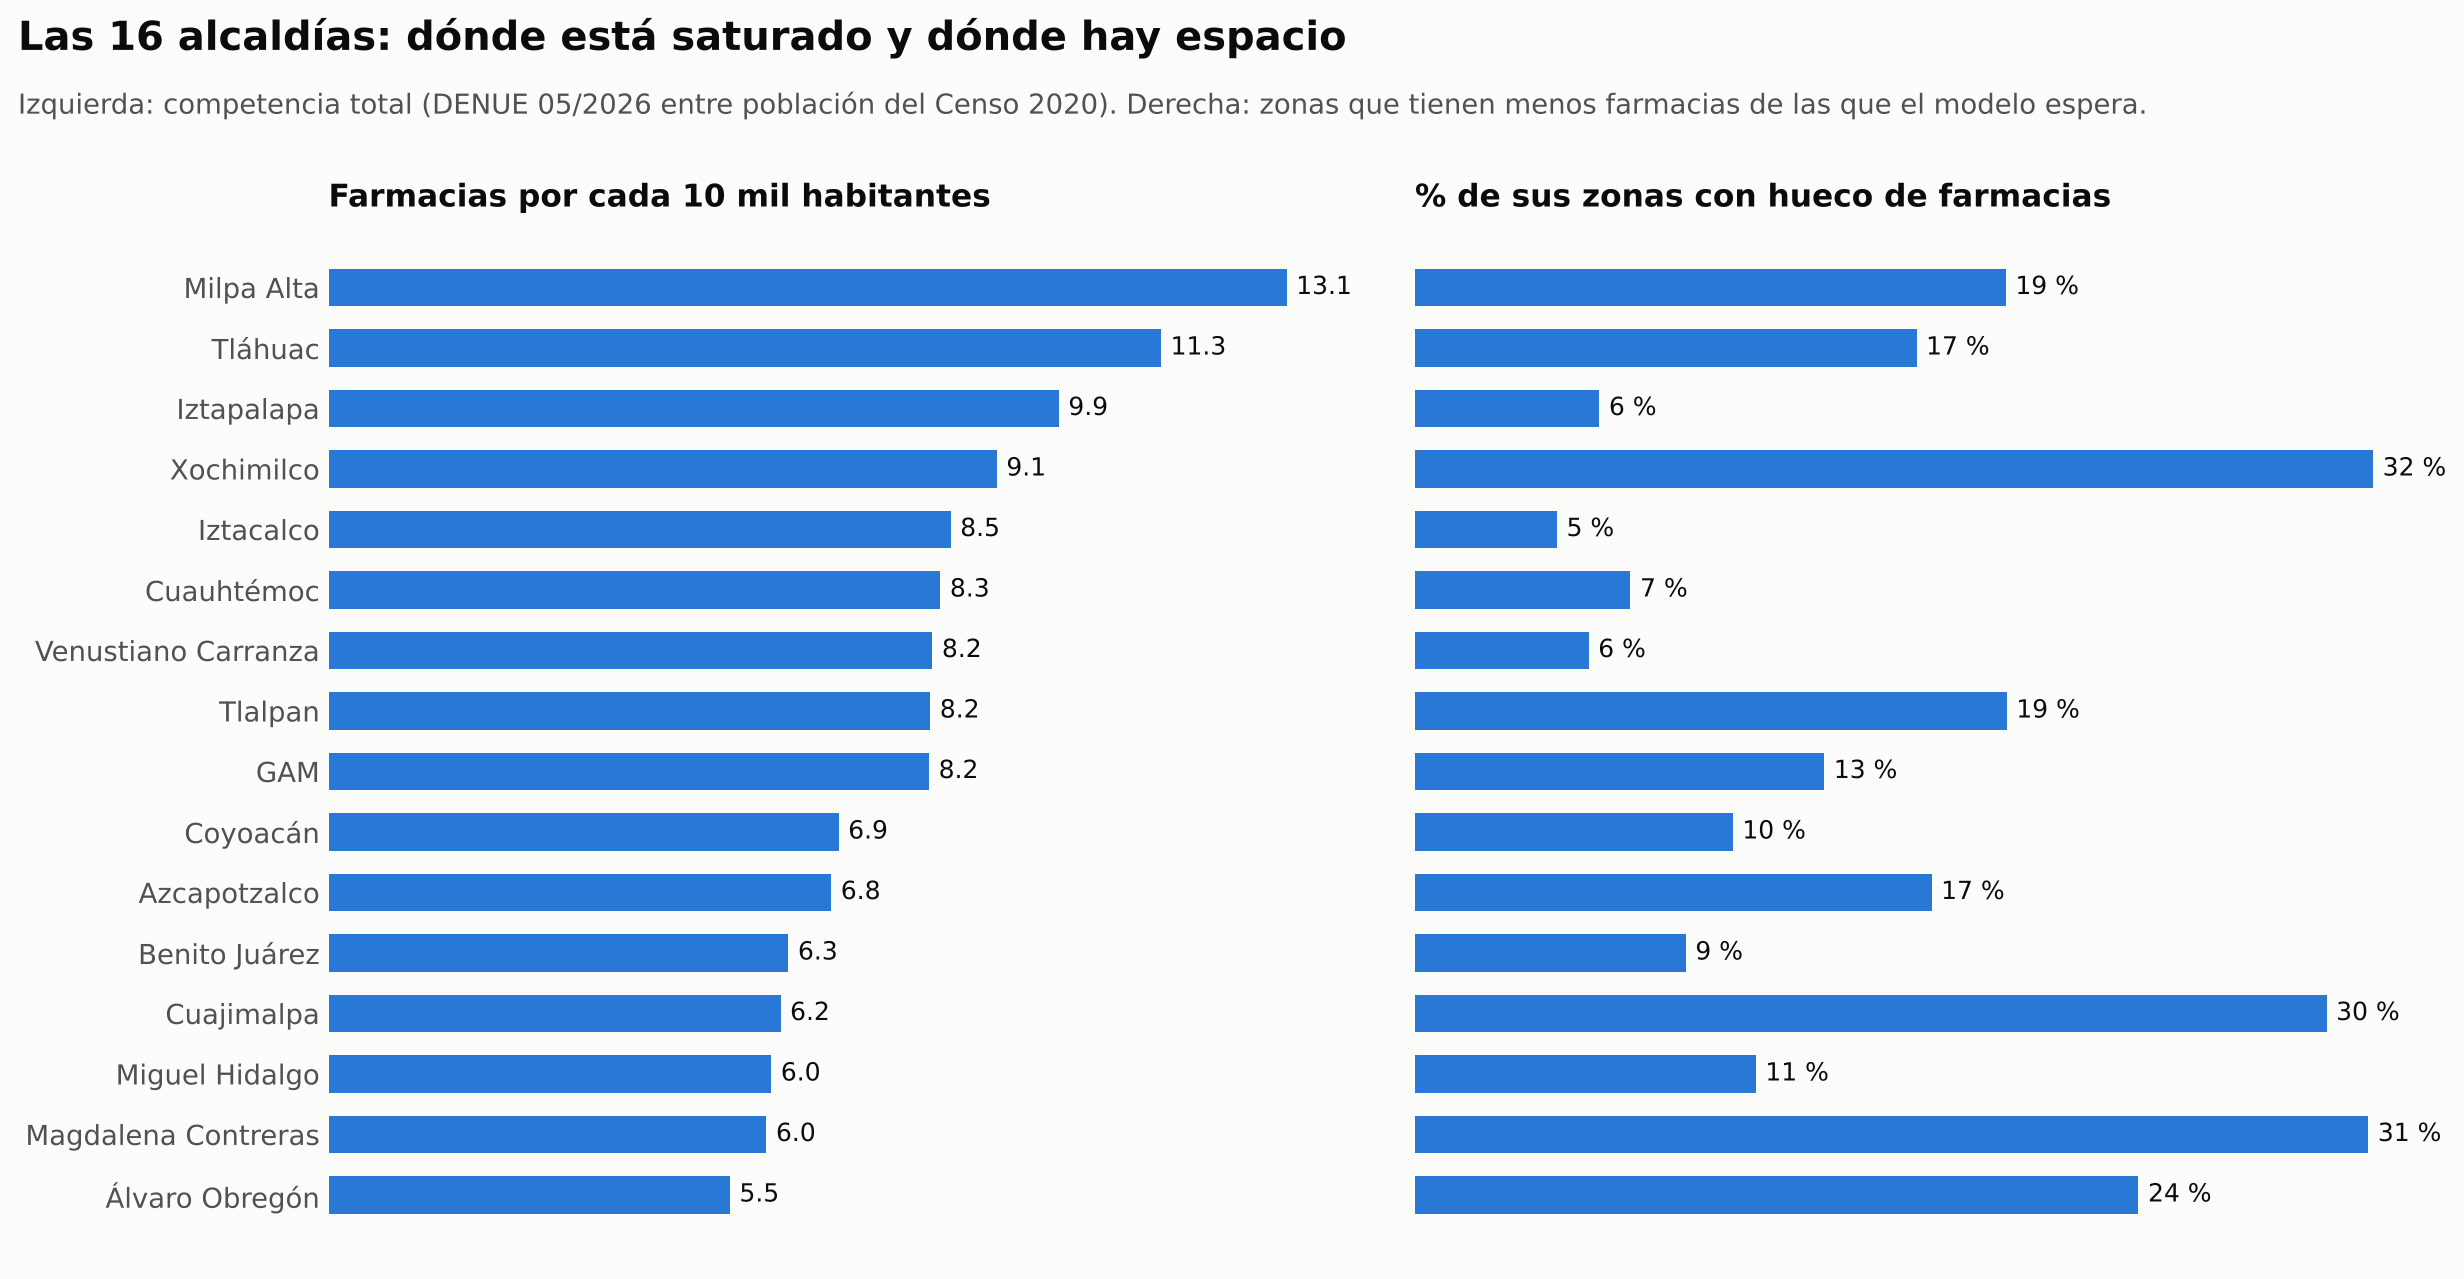 Las 16 alcaldías: dónde está saturado y dónde hay espacio
Izquierda: competencia total (DENUE 05/2026 entre población del Censo 2020). Derecha: zonas que tienen menos farmacias de las que el modelo espera.
Farmacias por cada 10 mil habitantes % de sus zonas con hueco de farmacias
Milpa Alta 13.1 19 %
Tláhuac 11.3 17 %
Iztapalapa 9.9 6 %
Xochimilco 9.1 32 %
Iztacalco 8.5 5 %
Cuauhtémoc 8.3 7 %
Venustiano Carranza 8.2 6 %
Tlalpan 8.2 19 %
GAM 8.2 13 %
Coyoacán 6.9 10 %
Azcapotzalco 6.8 17 %
Benito Juárez 6.3 9 %
Cuajimalpa 6.2 30 %
Miguel Hidalgo 6.0 11 %
Magdalena Contreras 6.0 31 %
Álvaro Obregón 5.5 24 %